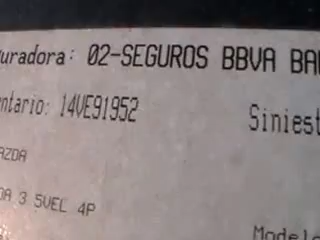 uradora: 02-SEGUROS BBVA BA
ntario: 14VE91952
Siniest
AZDA
DA 3 5VEL 4P
Modelo